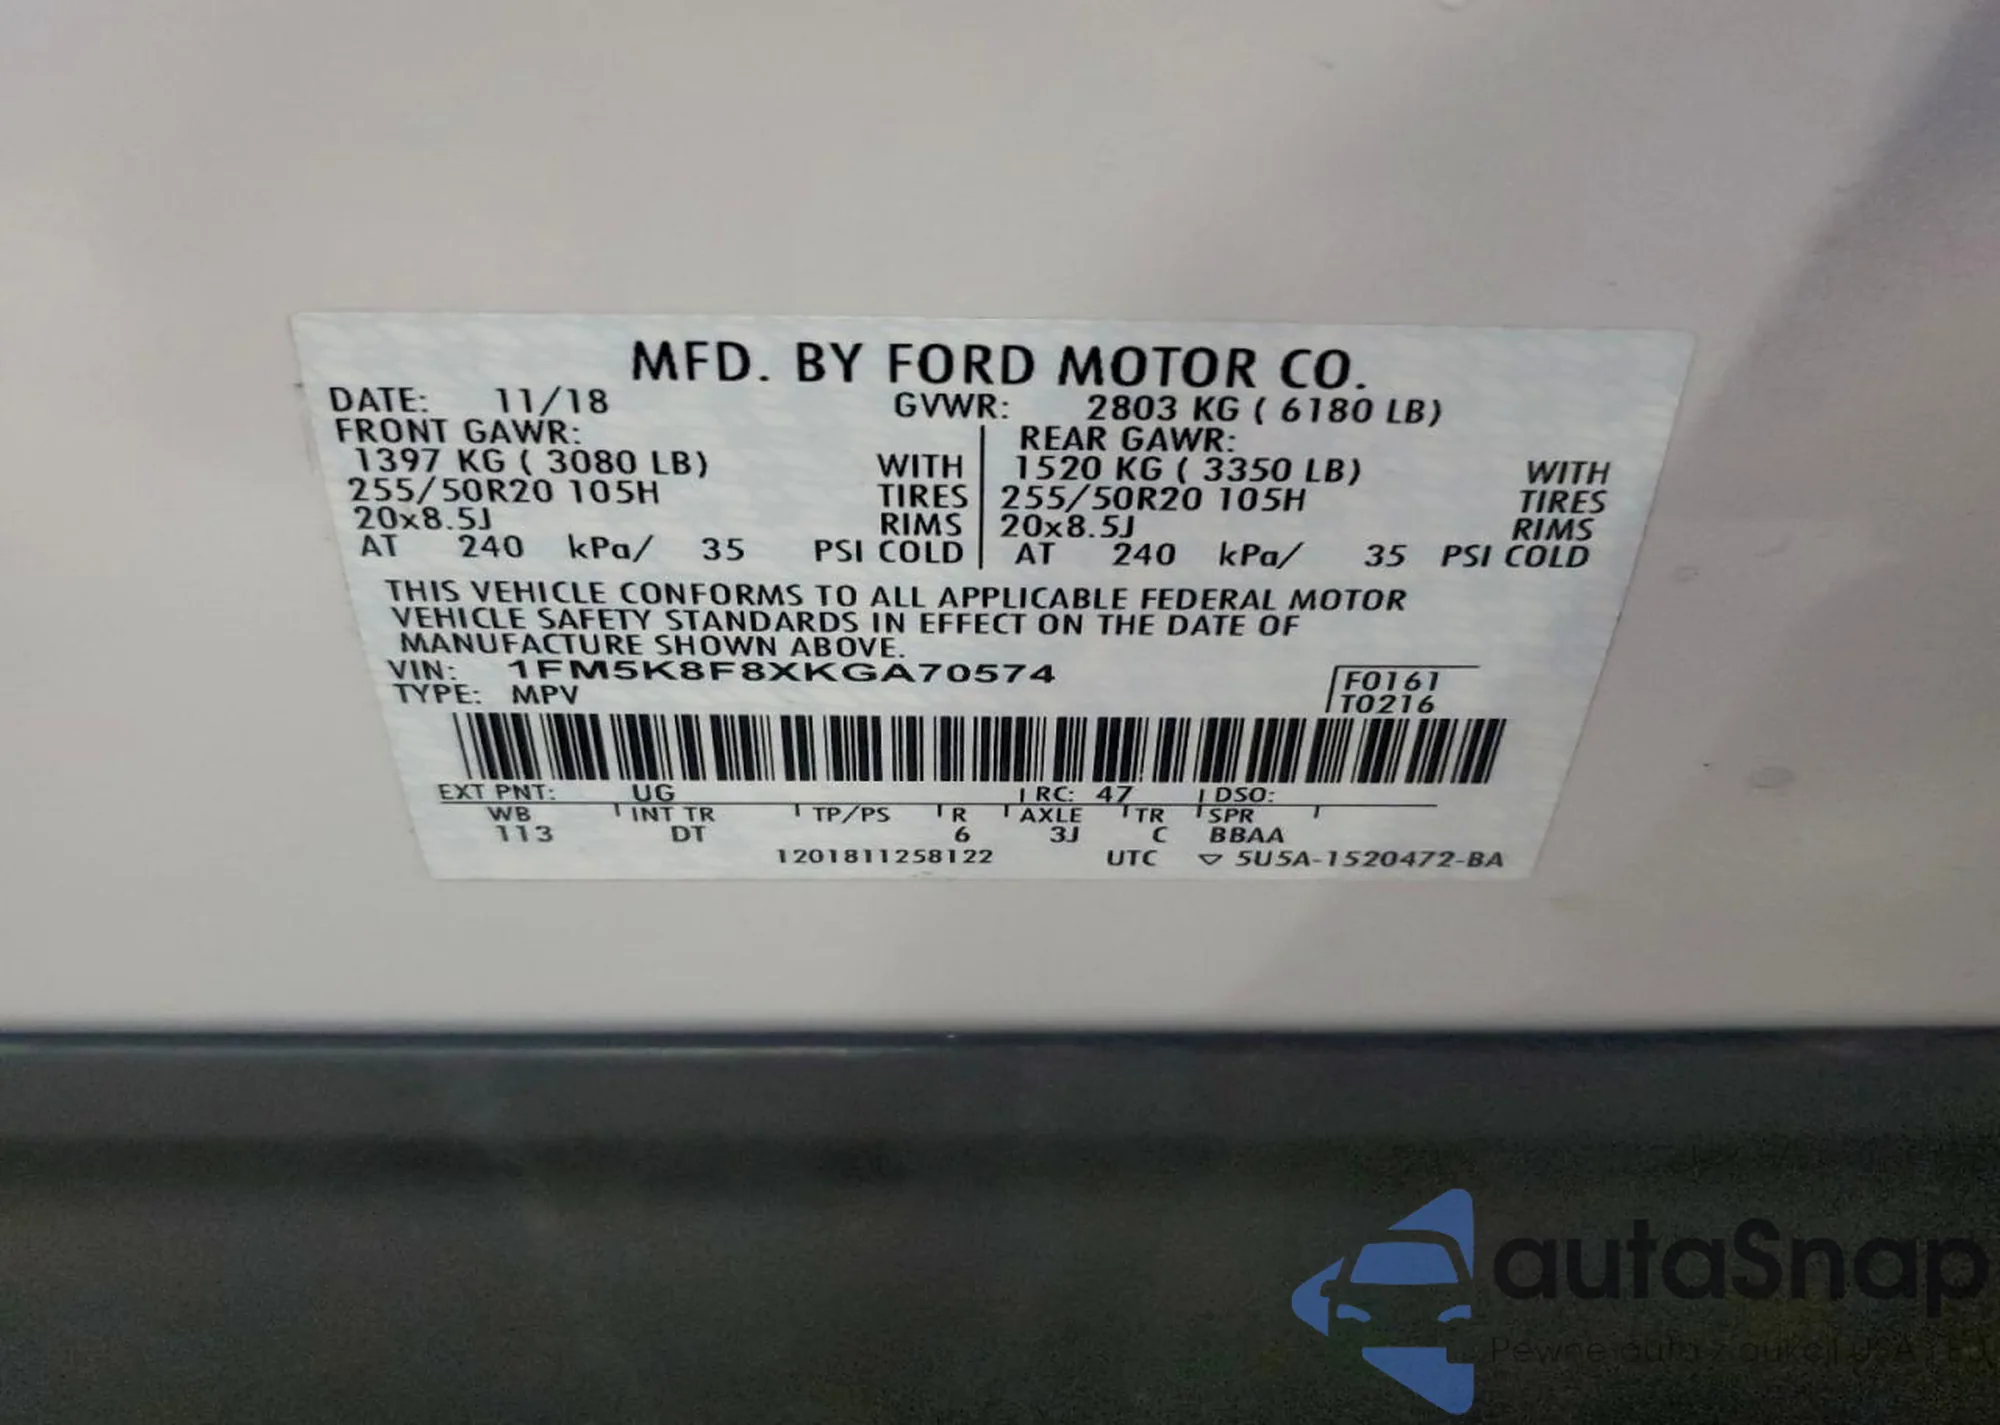 MFD. BY FORD MOTOR CO.
DATE: 11/18 GVWR: 2803 KG ( 6180 LB)
FRONT GAWR: REAR GAWR:
1397 KG ( 3080 LB) WITH 1520 KG ( 3350 LB) WITH
255/50R20 105H TIRES 255/50R20 105H TIRES
20x8.5J RIMS 20x8.5J RIMS
AT 240 kPa/ 35 PSI COLD AT 240 kPa/ 35 PSI COLD
THIS VEHICLE CONFORMS TO ALL APPLICABLE FEDERAL MOTOR
VEHICLE SAFETY STANDARDS IN EFFECT ON THE DATE OF
MANUFACTURE SHOWN ABOVE.
VIN: 1FM5K8F8XKGA70574 F0161
TYPE: MPV T0216
EXT PNT: UG RC: 47 DSO:
WB INT TR TP/PS R AXLE TR SPR
113 DT 6 3J C BBAA
1201811258122 UTC ▽ 5U5A-1520472-BA
autaSnap
Pewne auta z aukcji USA i EU